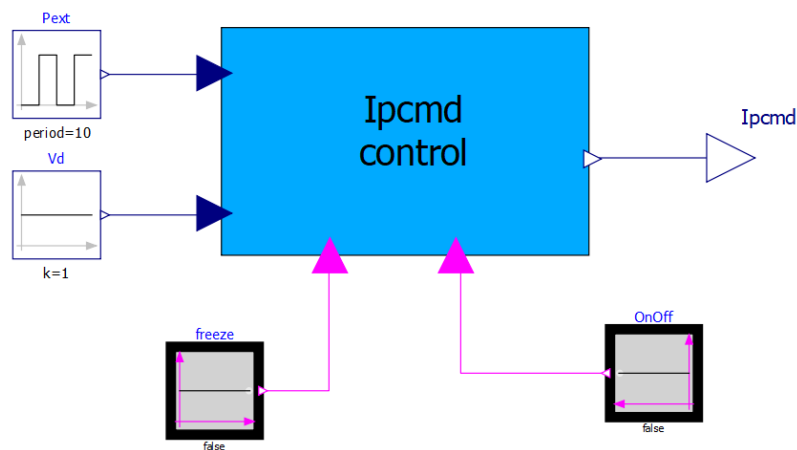 Pext
period=10
Vd
k=1
Ipcmd
control
Ipcmd
freeze
false
OnOff
false